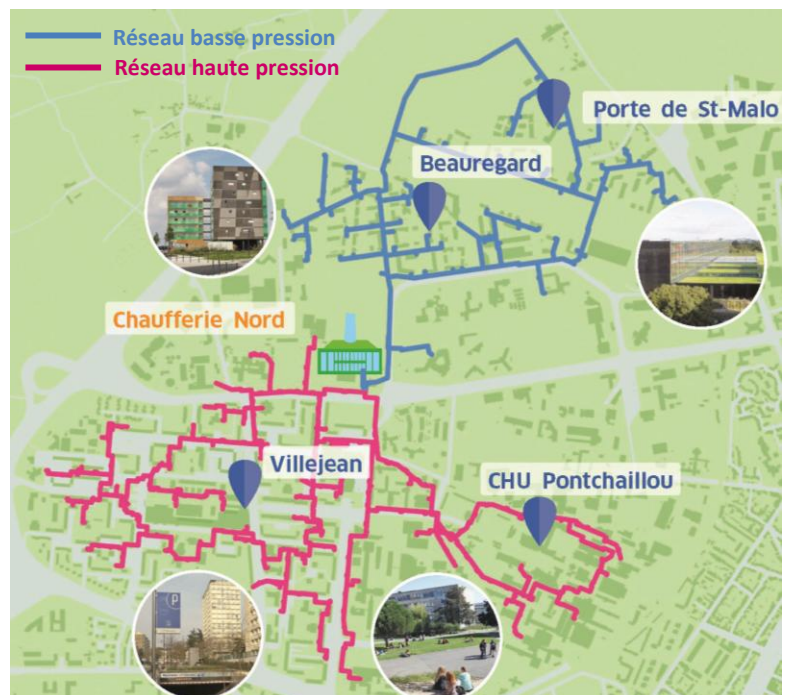 Réseau basse pression
Réseau haute pression
Porte de St-Malo
Beauregard
Chaufferie Nord
Villejean
CHU Pontchaillou
P